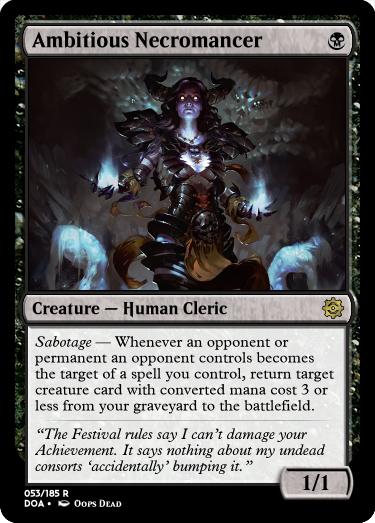 Ambitious Necromancer
Creature — Human Cleric
Sabotage — Whenever an opponent or
permanent an opponent controls becomes
the target of a spell you control, return target
creature card with converted mana cost 3 or
less from your graveyard to the battlefield.
“The Festival rules say I can’t damage your
Achievement. It says nothing about my undead
consorts ‘accidentally’ bumping it.”
1/1
053/185 R
DOA • Oops Dead